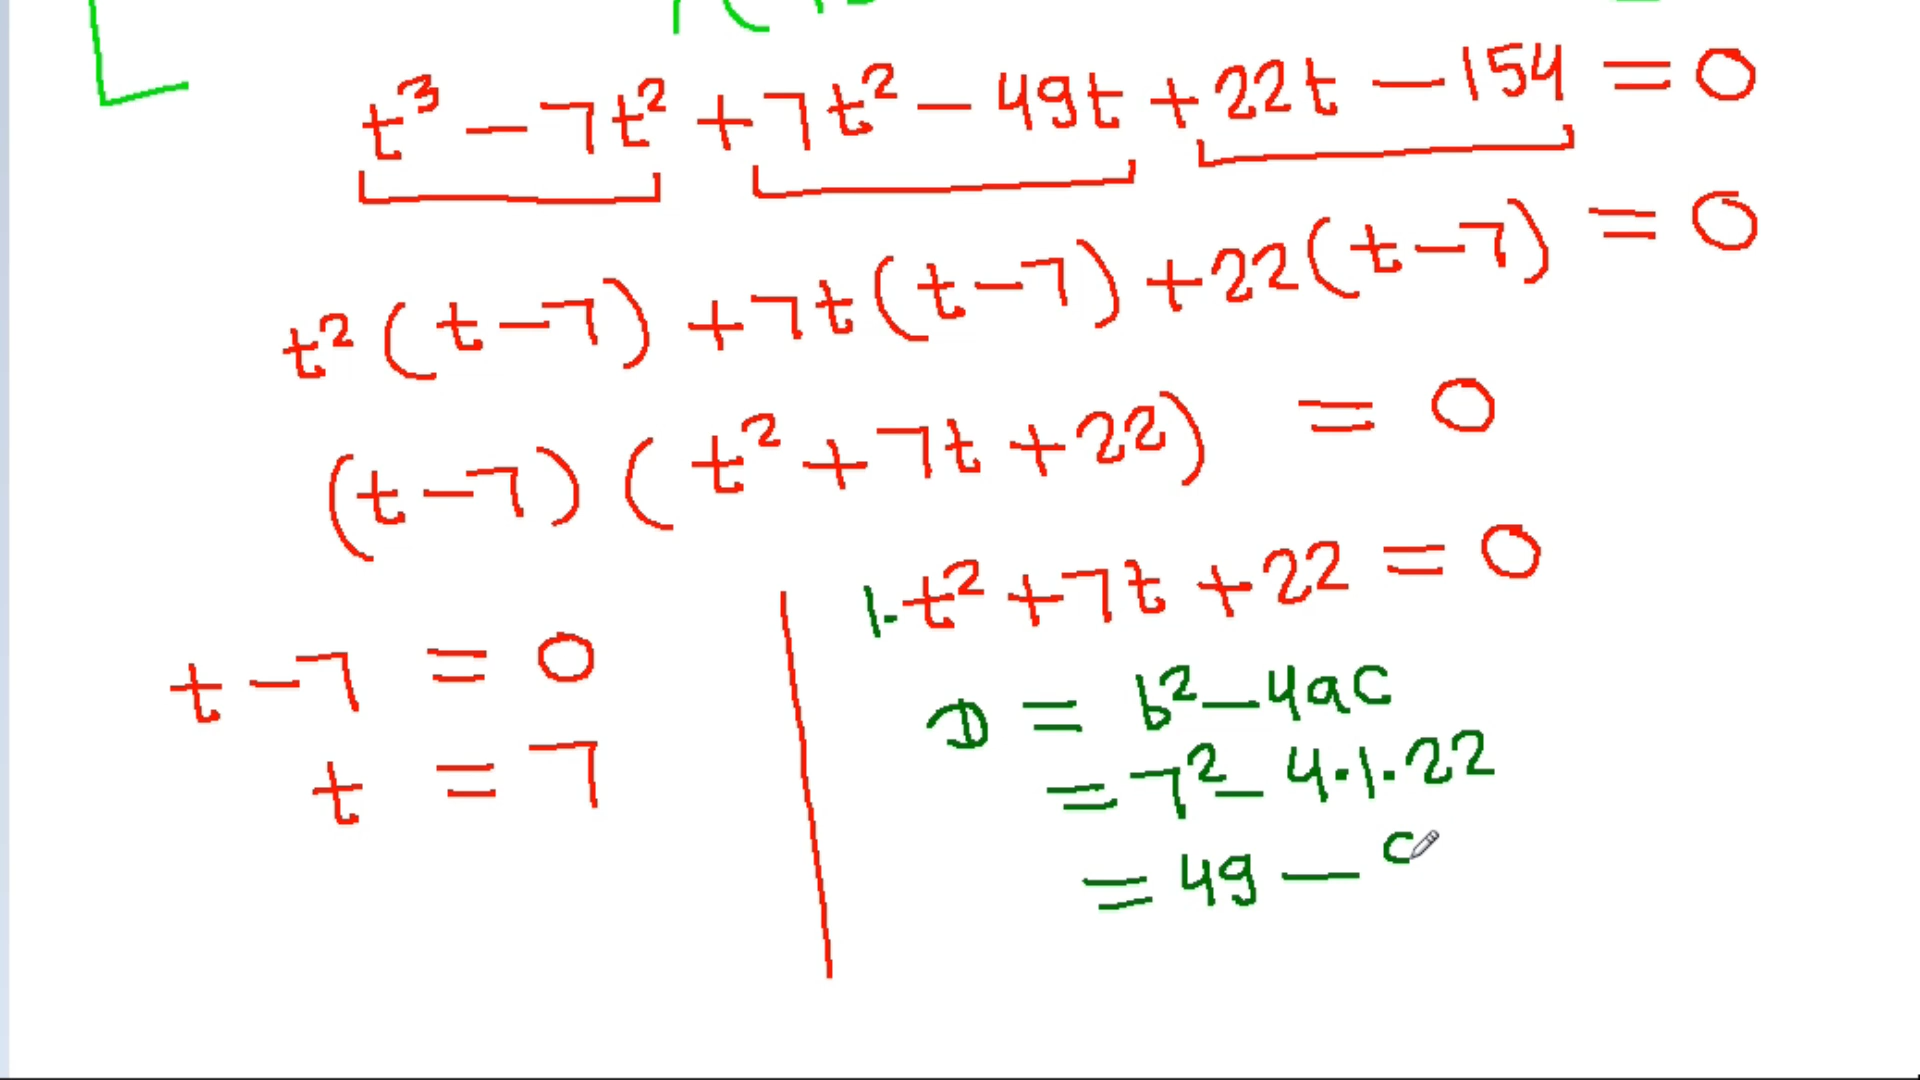 t³ − 7t² + 7t² − 49t + 22t − 154 = 0
t²(t−7) + 7t(t−7) + 22(t−7) = 0
(t−7)(t² + 7t + 22) = 0
t − 7 = 0
t = 7
1·t² + 7t + 22 = 0
D = b² − 4ac
= 7² − 4·1·22
= 49 −